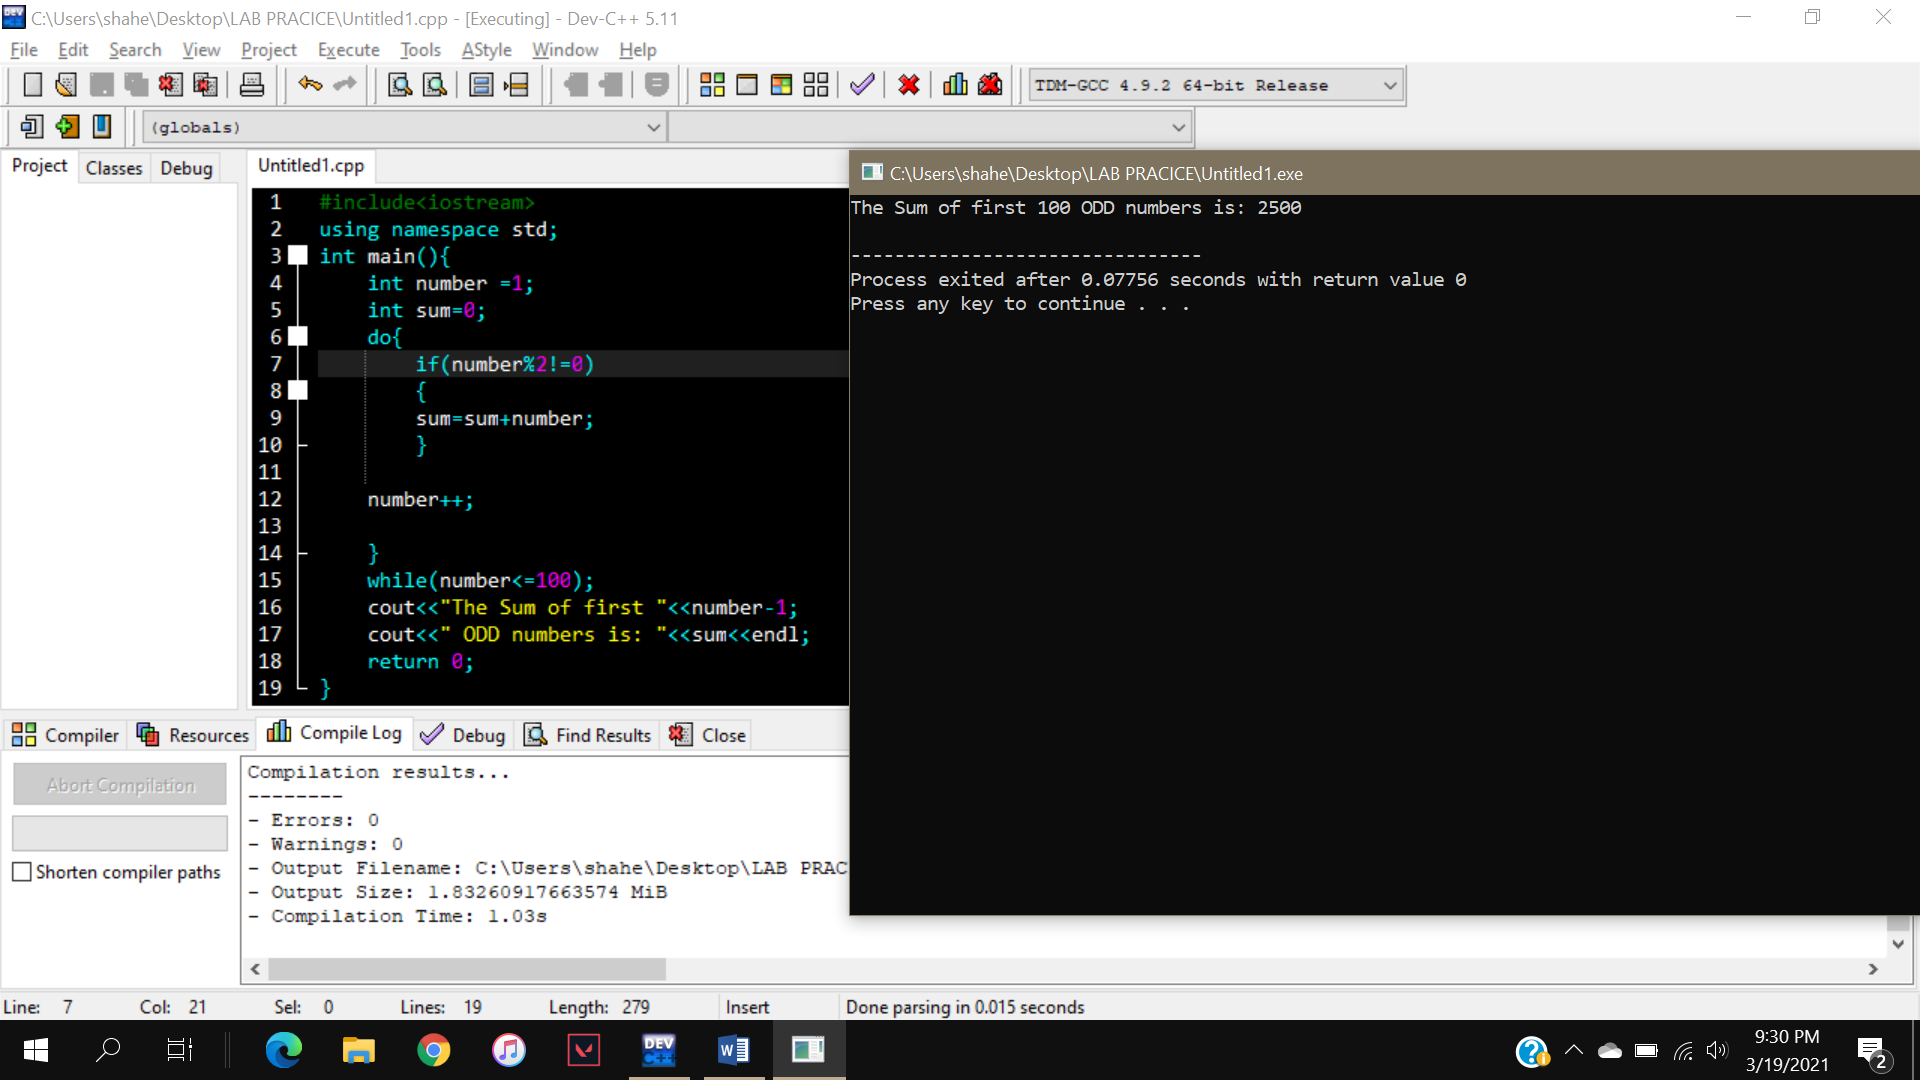 C:\Users\shahe\Desktop\LAB PRACICE\Untitled1.cpp - [Executing] - Dev-C++ 5.11
File Edit Search View Project Execute Tools AStyle Window Help
TDM-GCC 4.9.2 64-bit Release
(globals)
Project Classes Debug
Untitled1.cpp
1 #include<iostream>
2 using namespace std;
3 int main(){
4 int number =1;
5 int sum=0;
6 do{
7 if(number%2!=0)
8 {
9 sum=sum+number;
10 }
11
12 number++;
13
14 }
15 while(number<=100);
16 cout<<"The Sum of first "<<number-1;
17 cout<<" ODD numbers is: "<<sum<<endl;
18 return 0;
19 }
C:\Users\shahe\Desktop\LAB PRACICE\Untitled1.exe
The Sum of first 100 ODD numbers is: 2500
--------------------------------
Process exited after 0.07756 seconds with return value 0
Press any key to continue . . .
Compiler Resources Compile Log Debug Find Results Close
Abort Compilation
Shorten compiler paths
Compilation results...
--------
- Errors: 0
- Warnings: 0
- Output Filename: C:\Users\shahe\Desktop\LAB PRAC
- Output Size: 1.83260917663574 MiB
- Compilation Time: 1.03s
Line: 7 Col: 21 Sel: 0 Lines: 19 Length: 279 Insert Done parsing in 0.015 seconds
DEV
C++
9:30 PM
3/19/2021
2